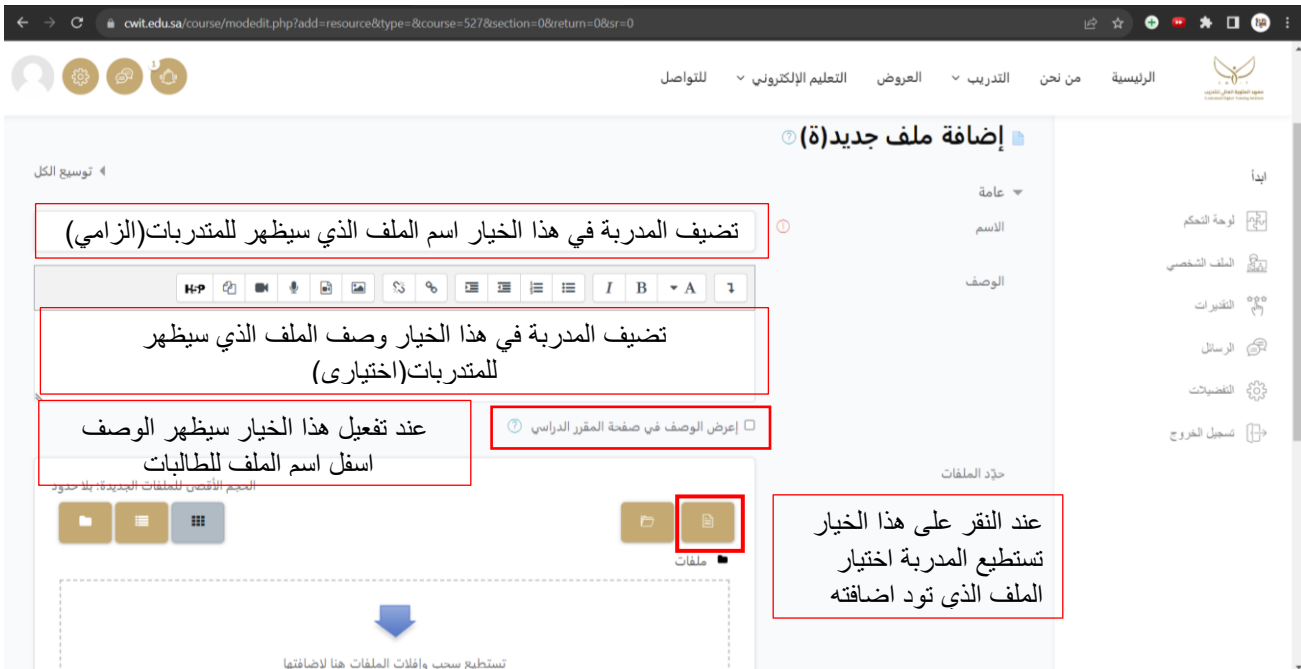 cwit.edu.sa/course/modedit.php?add=resource&type=&course=527&section=0&return=0&sr=0
الرئيسية من نحن التدريب العروض التعليم الإلكتروني للتواصل
1
إضافة ملف جديد(ة)
توسيع الكل
ابدأ
لوحة التحكم
الملف الشخصي
التقديرات
الرسائل
التفضيلات
تسجيل الخروج
عامة
الاسم
تضيف المدربة في هذا الخيار اسم الملف الذي سيظهر للمتدربات(الزامي)
الوصف
A B I H-P
تضيف المدربة في هذا الخيار وصف الملف الذي سيظهر
للمتدربات(اختياري)
إعرض الوصف في صفحة المقرر الدراسي
عند تفعيل هذا الخيار سيظهر الوصف
اسفل اسم الملف للطالبات
حدّد الملفات
الحجم الأقصى للملفات الجديدة: بلا حدود
عند النقر على هذا الخيار
تستطيع المدربة اختيار
الملف الذي تود اضافته
ملفات
تستطيع سحب وإفلات الملفات هنا لإضافتها